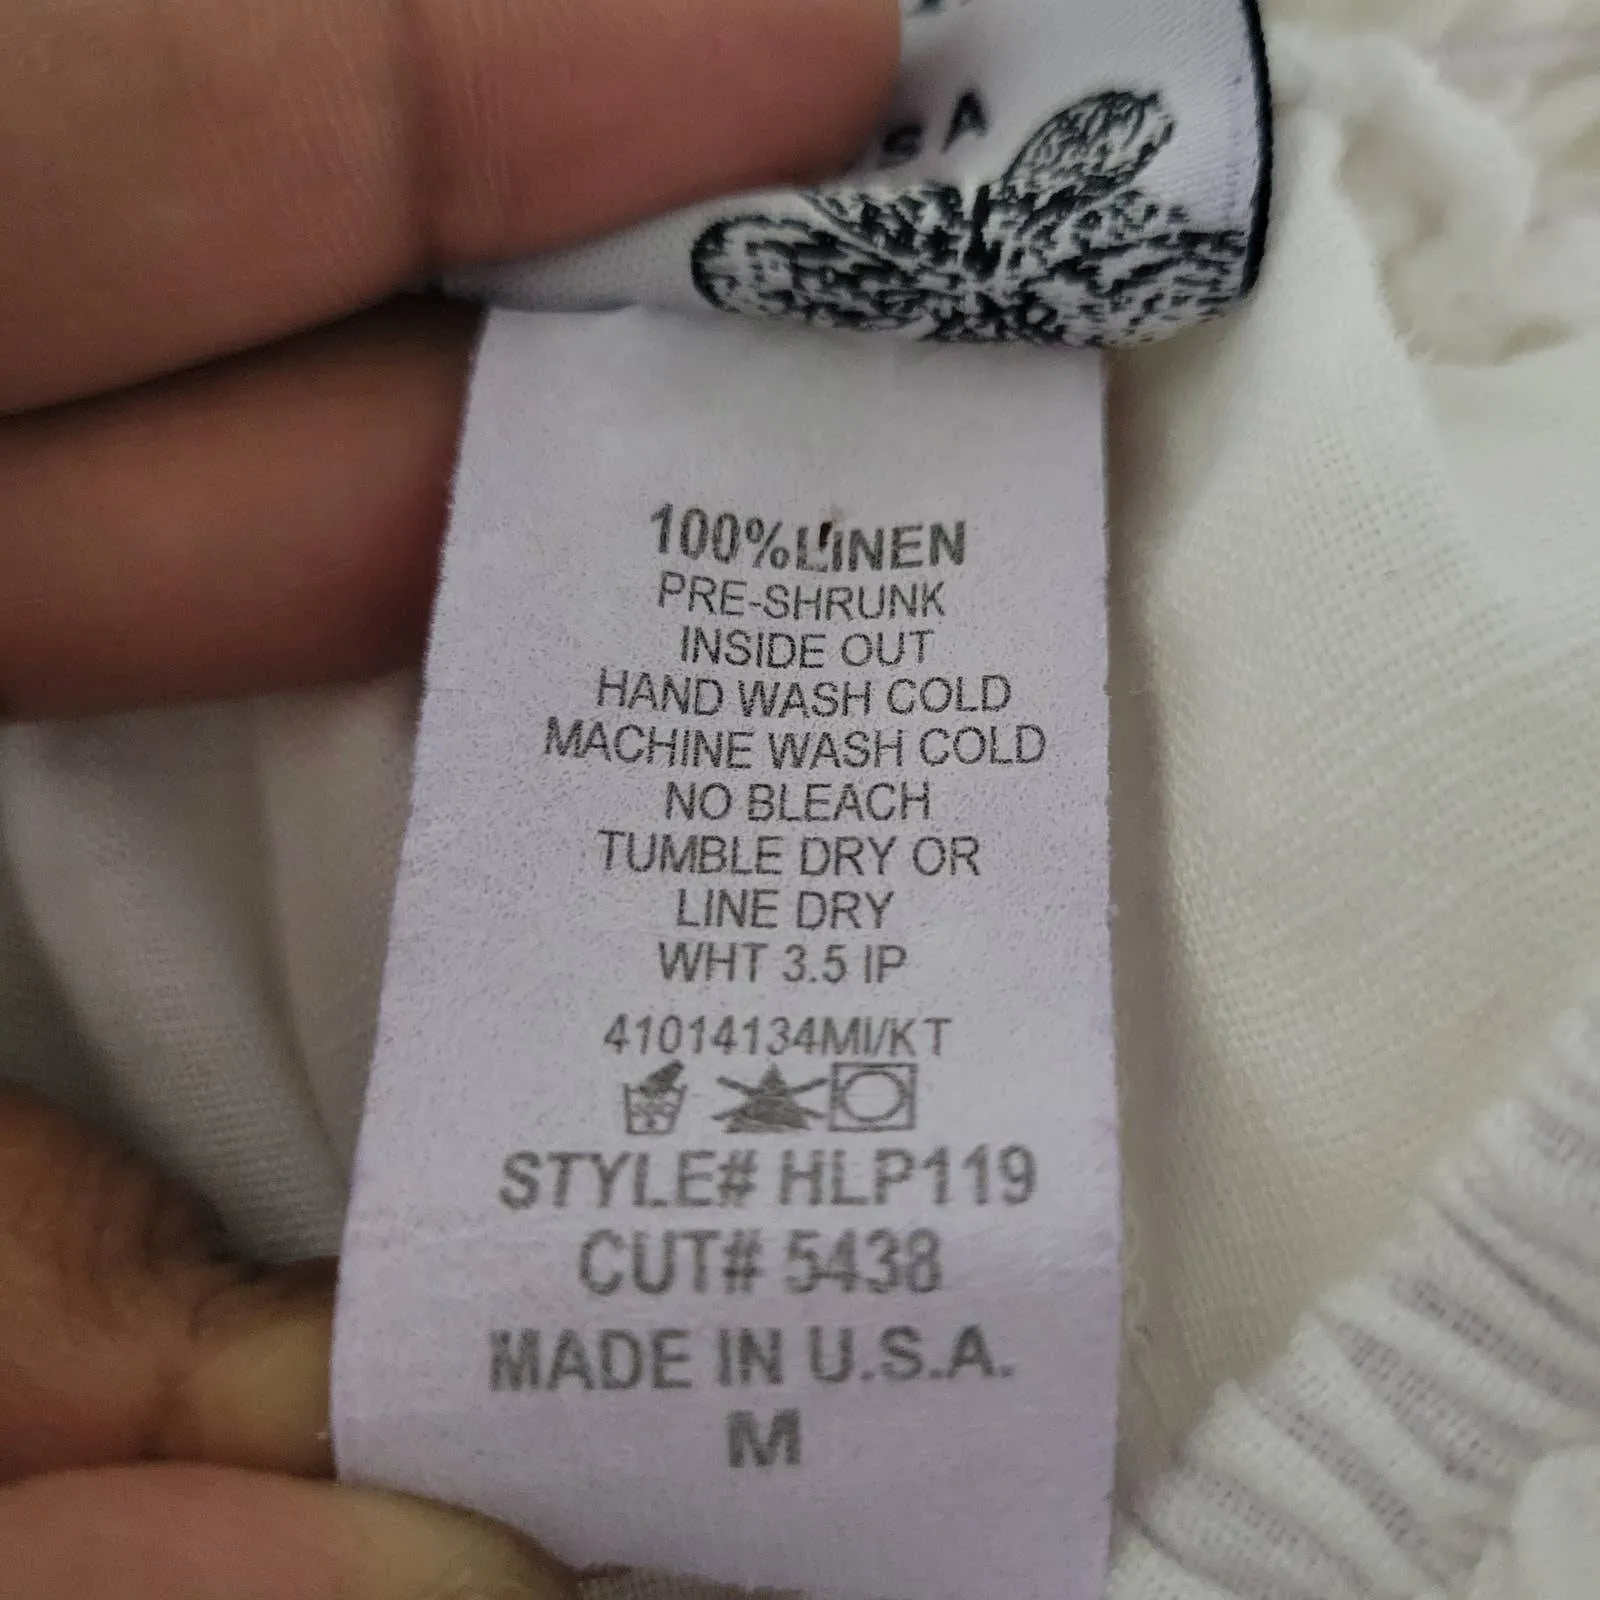 100% LINEN
PRE-SHRUNK
INSIDE OUT
HAND WASH COLD
MACHINE WASH COLD
NO BLEACH
TUMBLE DRY OR
LINE DRY
WHT 3.5 IP
41014134MI/KT
STYLE# HLP119
CUT# 5438
MADE IN U.S.A.
M